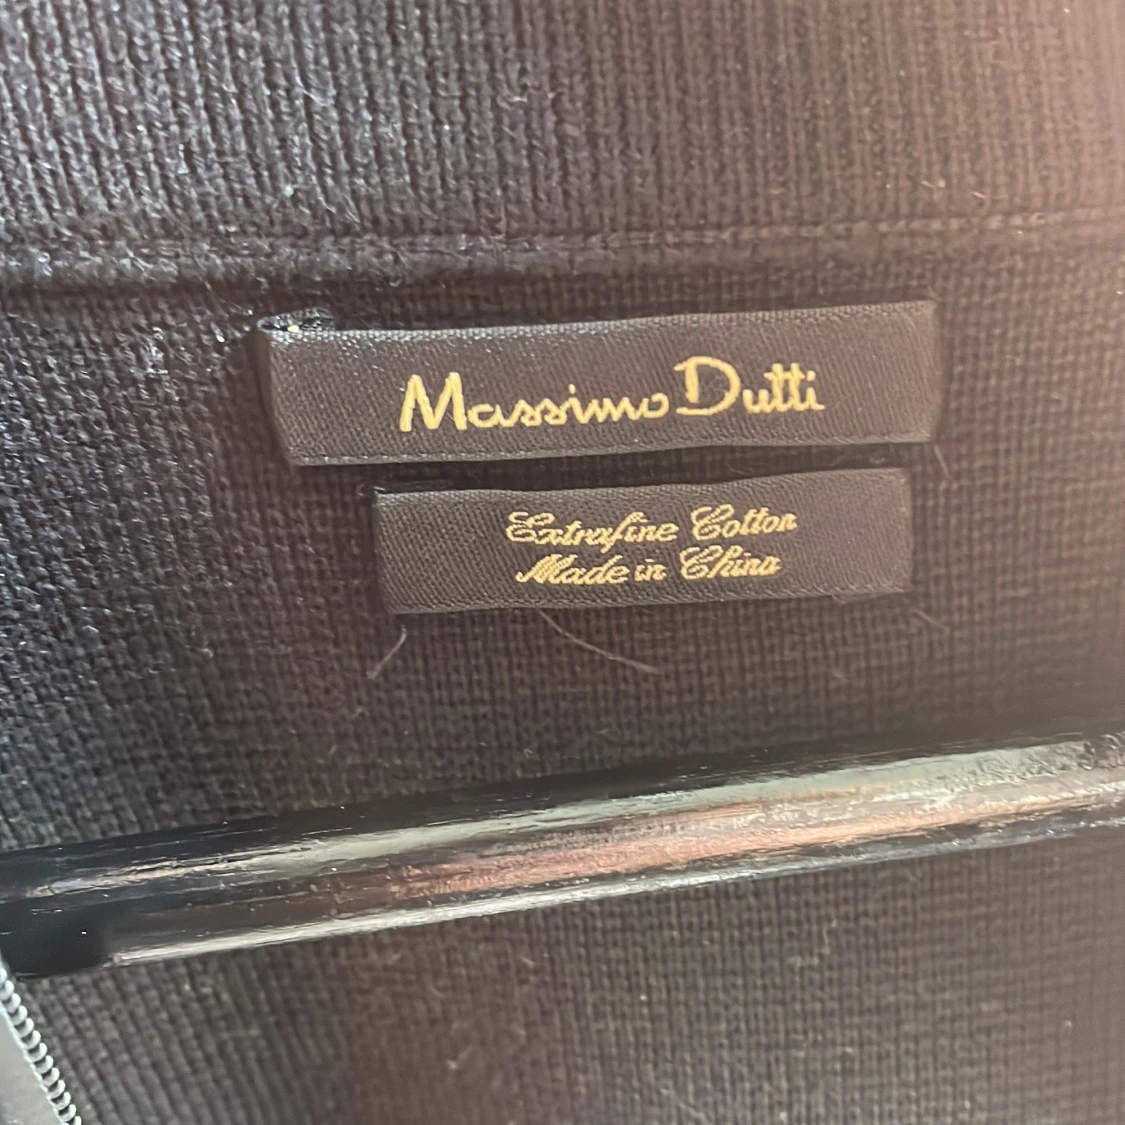 Massimo Dutti
Extrafine Cotton
Made in China